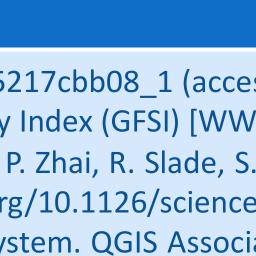 5217cbb08_1 (acces
y Index (GFSI) [WW
P. Zhai, R. Slade, S.
rg/10.1126/science
ystem. QGIS Associa